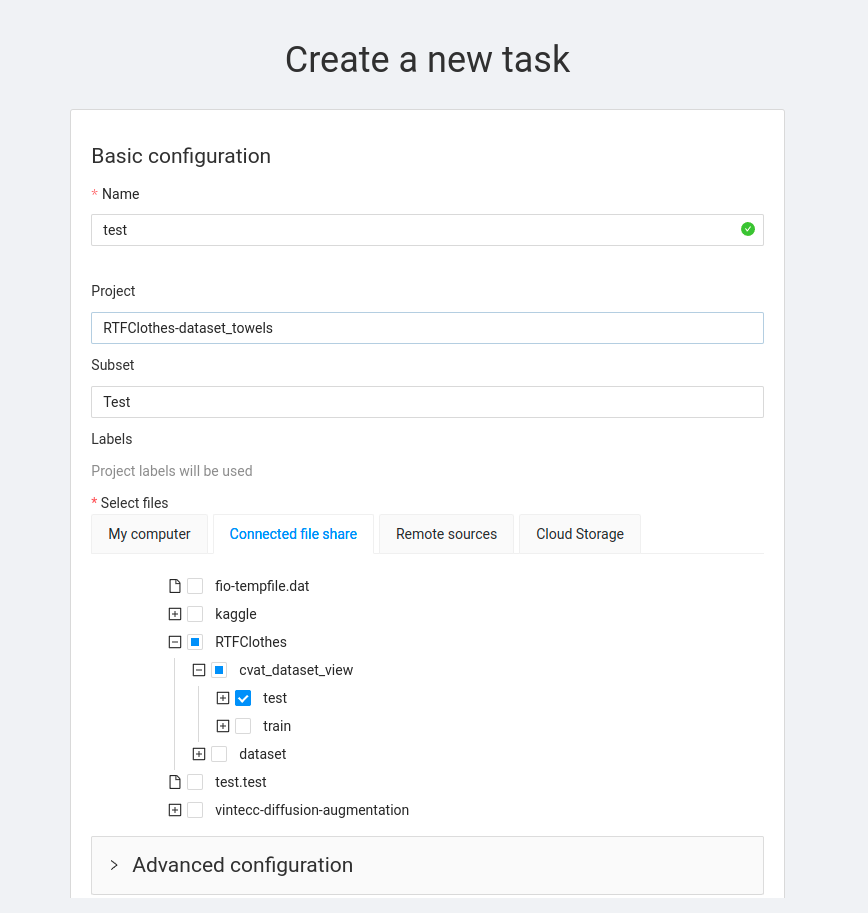 Create a new task
Basic configuration
* Name
test
Project
RTFClothes-dataset_towels
Subset
Test
Labels
Project labels will be used
* Select files
My computer
Connected file share
Remote sources
Cloud Storage
fio-tempfile.dat
kaggle
RTFClothes
cvat_dataset_view
test
train
dataset
test.test
vintecc-diffusion-augmentation
Advanced configuration